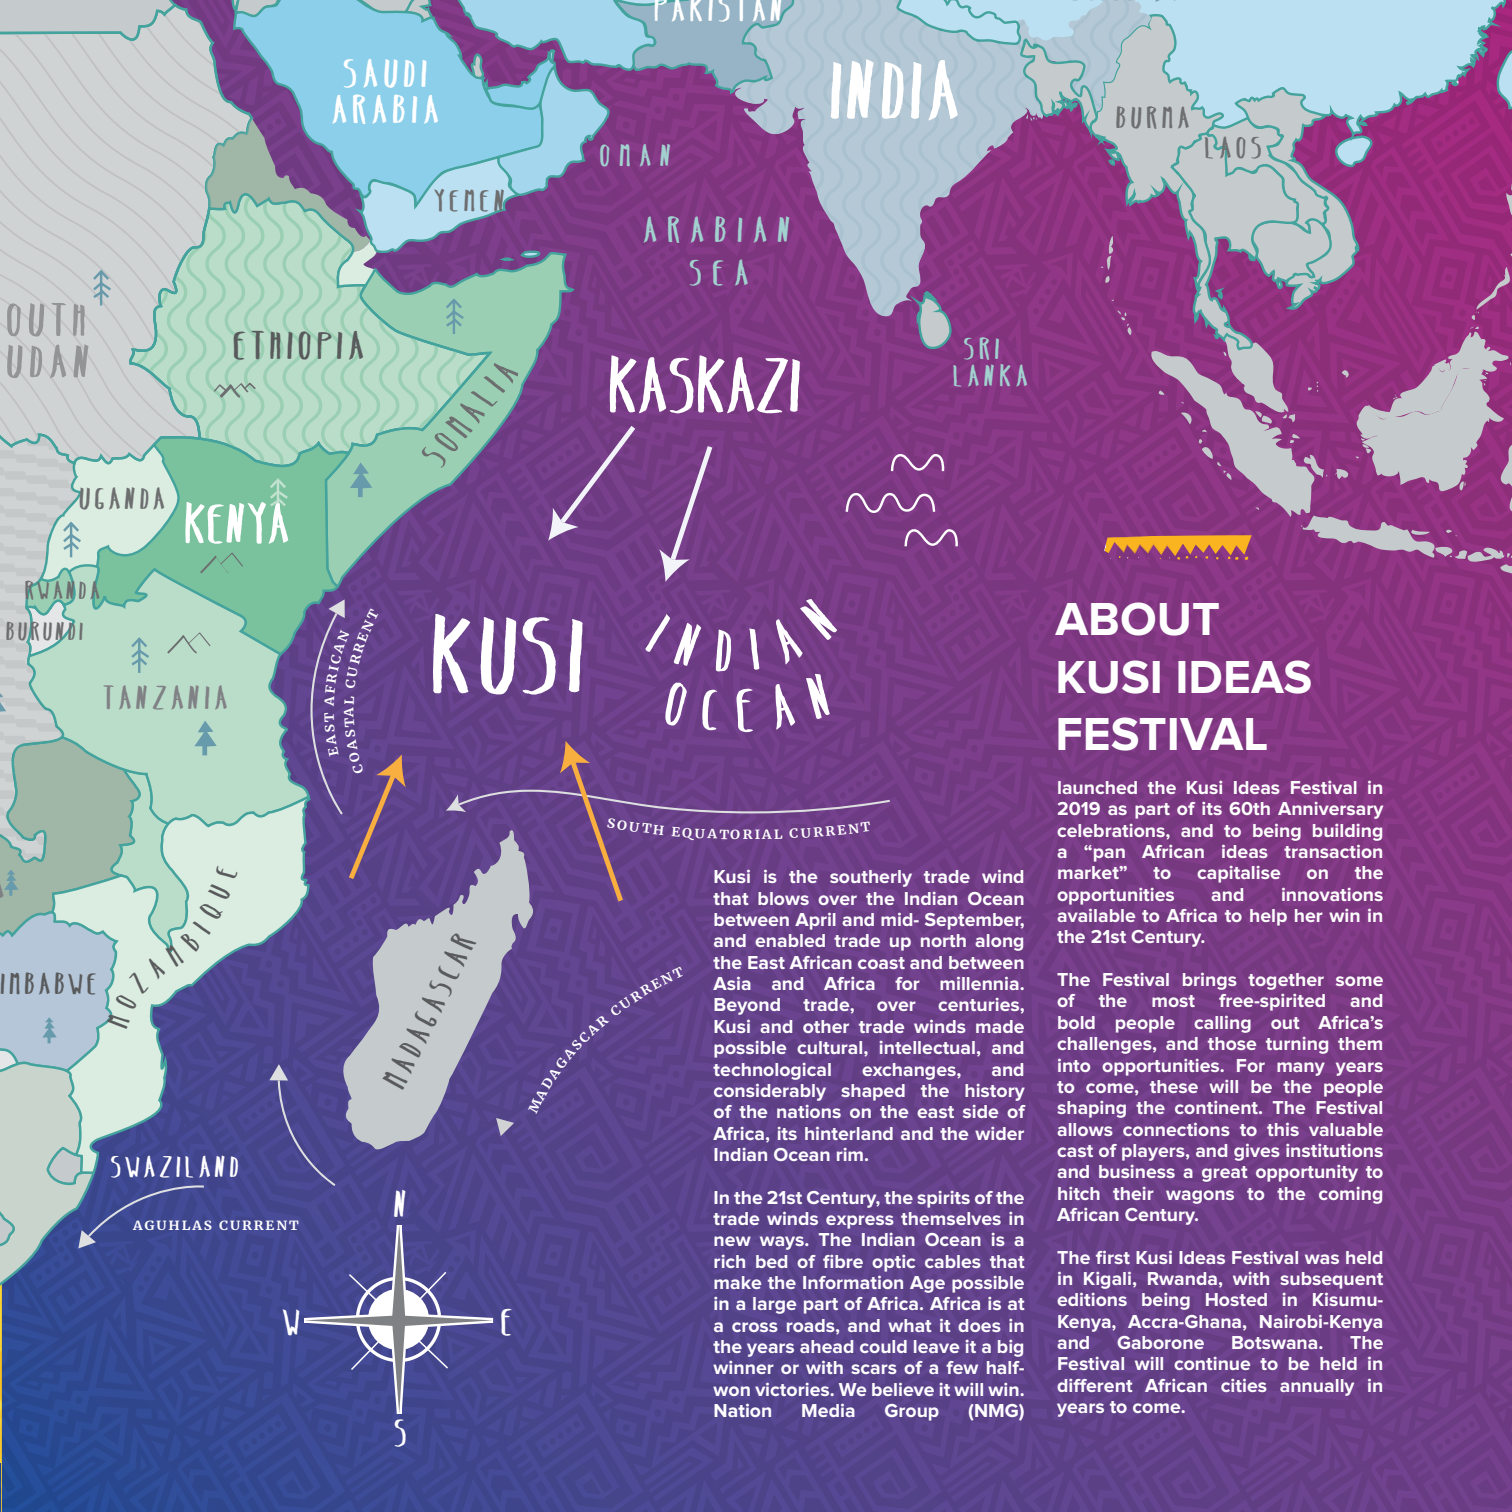 PAKISTAN
SAUDI
ARABIA
INDIA
BURMA
LAOS
OMAN
YEMEN
ARABIAN
SEA
OUTH
UDAN
ETHIOPIA
SRI
LANKA
KASKAZI
SOMALIA
UGANDA
KENYA
RWANDA
BURUNDI
KUSI
INDIAN
OCEAN
EAST AFRICAN
COASTAL CURRENT
TANZANIA
SOUTH EQUATORIAL CURRENT
MOZAMBIQUE
IMBABWE
MADAGASCAR
MADAGASCAR CURRENT
SWAZILAND
AGUHLAS CURRENT
N
W
E
S
Kusi is the southerly trade wind
that blows over the Indian Ocean
between April and mid- September,
and enabled trade up north along
the East African coast and between
Asia and Africa for millennia.
Beyond trade, over centuries,
Kusi and other trade winds made
possible cultural, intellectual, and
technological exchanges, and
considerably shaped the history
of the nations on the east side of
Africa, its hinterland and the wider
Indian Ocean rim.
In the 21st Century, the spirits of the
trade winds express themselves in
new ways. The Indian Ocean is a
rich bed of fibre optic cables that
make the Information Age possible
in a large part of Africa. Africa is at
a cross roads, and what it does in
the years ahead could leave it a big
winner or with scars of a few half-
won victories. We believe it will win.
Nation Media Group (NMG)
ABOUT
KUSI IDEAS
FESTIVAL
launched the Kusi Ideas Festival in
2019 as part of its 60th Anniversary
celebrations, and to being building
a “pan African ideas transaction
market” to capitalise on the
opportunities and innovations
available to Africa to help her win in
the 21st Century.
The Festival brings together some
of the most free-spirited and
bold people calling out Africa’s
challenges, and those turning them
into opportunities. For many years
to come, these will be the people
shaping the continent. The Festival
allows connections to this valuable
cast of players, and gives institutions
and business a great opportunity to
hitch their wagons to the coming
African Century.
The first Kusi Ideas Festival was held
in Kigali, Rwanda, with subsequent
editions being Hosted in Kisumu-
Kenya, Accra-Ghana, Nairobi-Kenya
and Gaborone Botswana. The
Festival will continue to be held in
different African cities annually in
years to come.